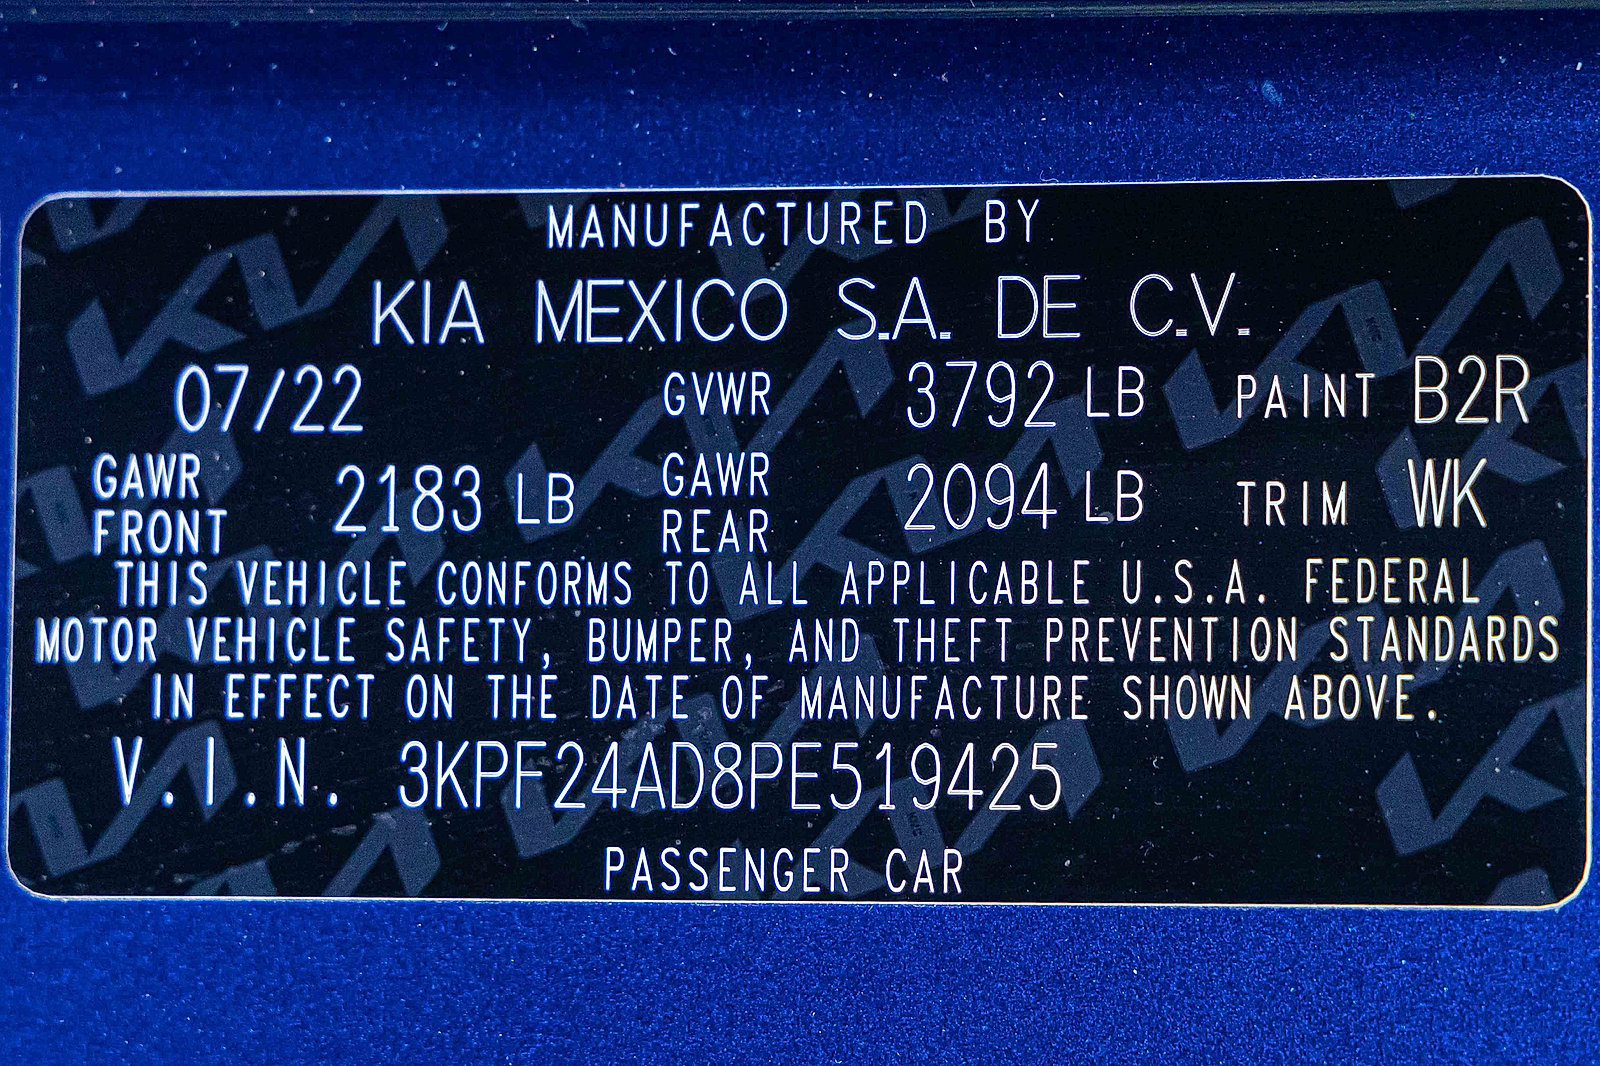 MANUFACTURED BY
KIA MEXICO S.A. DE C.V.
07/22 GVWR 3792 LB PAINT B2R
GAWR FRONT 2183 LB GAWR REAR 2094 LB TRIM WK
THIS VEHICLE CONFORMS TO ALL APPLICABLE U.S.A. FEDERAL
MOTOR VEHICLE SAFETY, BUMPER, AND THEFT PREVENTION STANDARDS
IN EFFECT ON THE DATE OF MANUFACTURE SHOWN ABOVE.
V.I.N. 3KPF24AD8PE519425
PASSENGER CAR